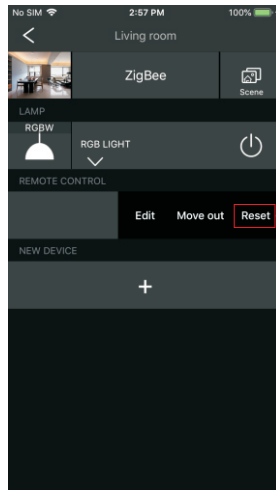 No SIM 2:57 PM 100%
Living room
ZigBee
Scene
LAMP
RGBW
RGB LIGHT
REMOTE CONTROL
Edit Move out Reset
NEW DEVICE
+